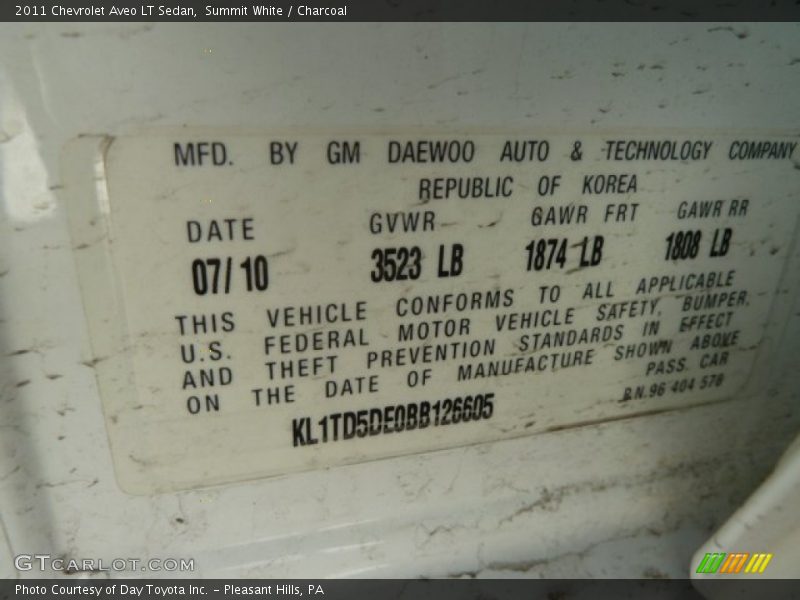 2011 Chevrolet Aveo LT Sedan,  Summit White / Charcoal
MFD. BY GM DAEWOO AUTO & TECHNOLOGY COMPANY
REPUBLIC OF KOREA
DATE GVWR GAWR FRT GAWR RR
07/10 3523 LB 1874 LB 1808 LB
THIS VEHICLE CONFORMS TO ALL APPLICABLE
U.S. FEDERAL MOTOR VEHICLE SAFETY, BUMPER,
AND THEFT PREVENTION STANDARDS IN EFFECT
ON THE DATE OF MANUFACTURE SHOWN ABOVE
PASS. CAR
KL1TD5DE0BB126605
P.N.96 404 578
GTCARLOT.COM
Photo Courtesy of Day Toyota Inc. – Pleasant Hills, PA